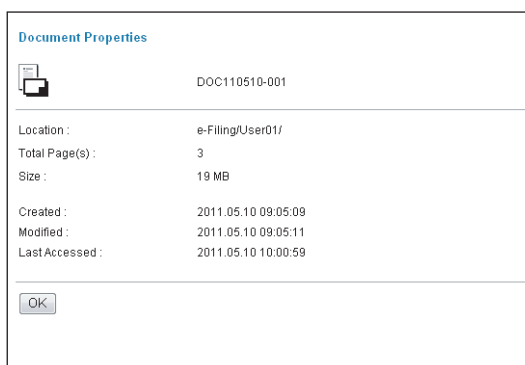 Document Properties
DOC110510-001
Location : e-Filing/User01/
Total Page(s) : 3
Size : 19 MB
Created : 2011.05.10 09:05:09
Modified : 2011.05.10 09:05:11
Last Accessed : 2011.05.10 10:00:59
OK